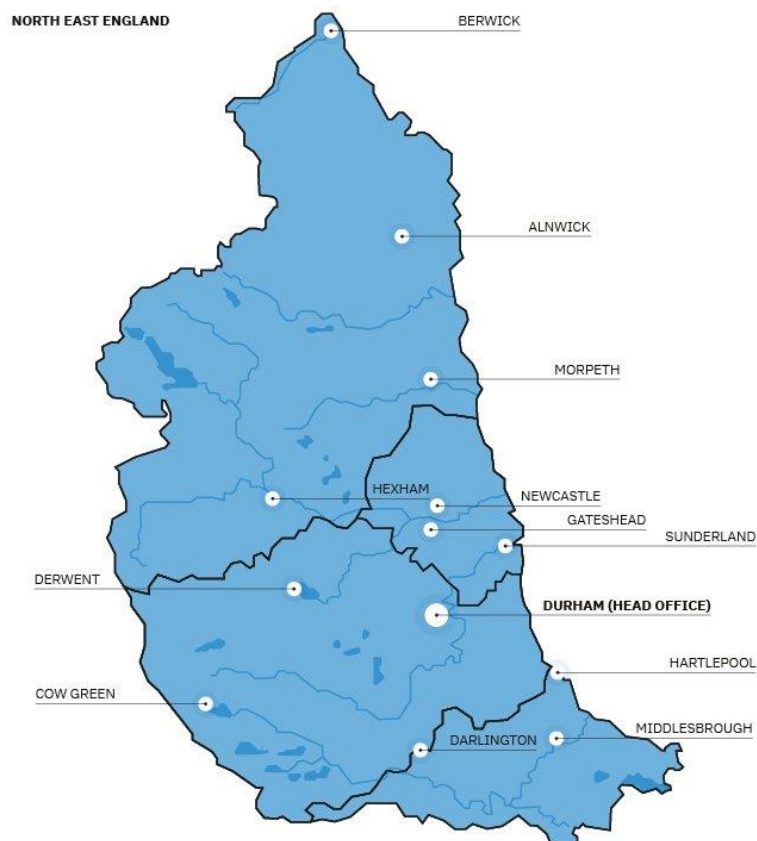 NORTH EAST ENGLAND
BERWICK
ALNWICK
MORPETH
HEXHAM
NEWCASTLE
GATESHEAD
SUNDERLAND
DERWENT
DURHAM (HEAD OFFICE)
HARTLEPOOL
COW GREEN
MIDDLESBROUGH
DARLINGTON